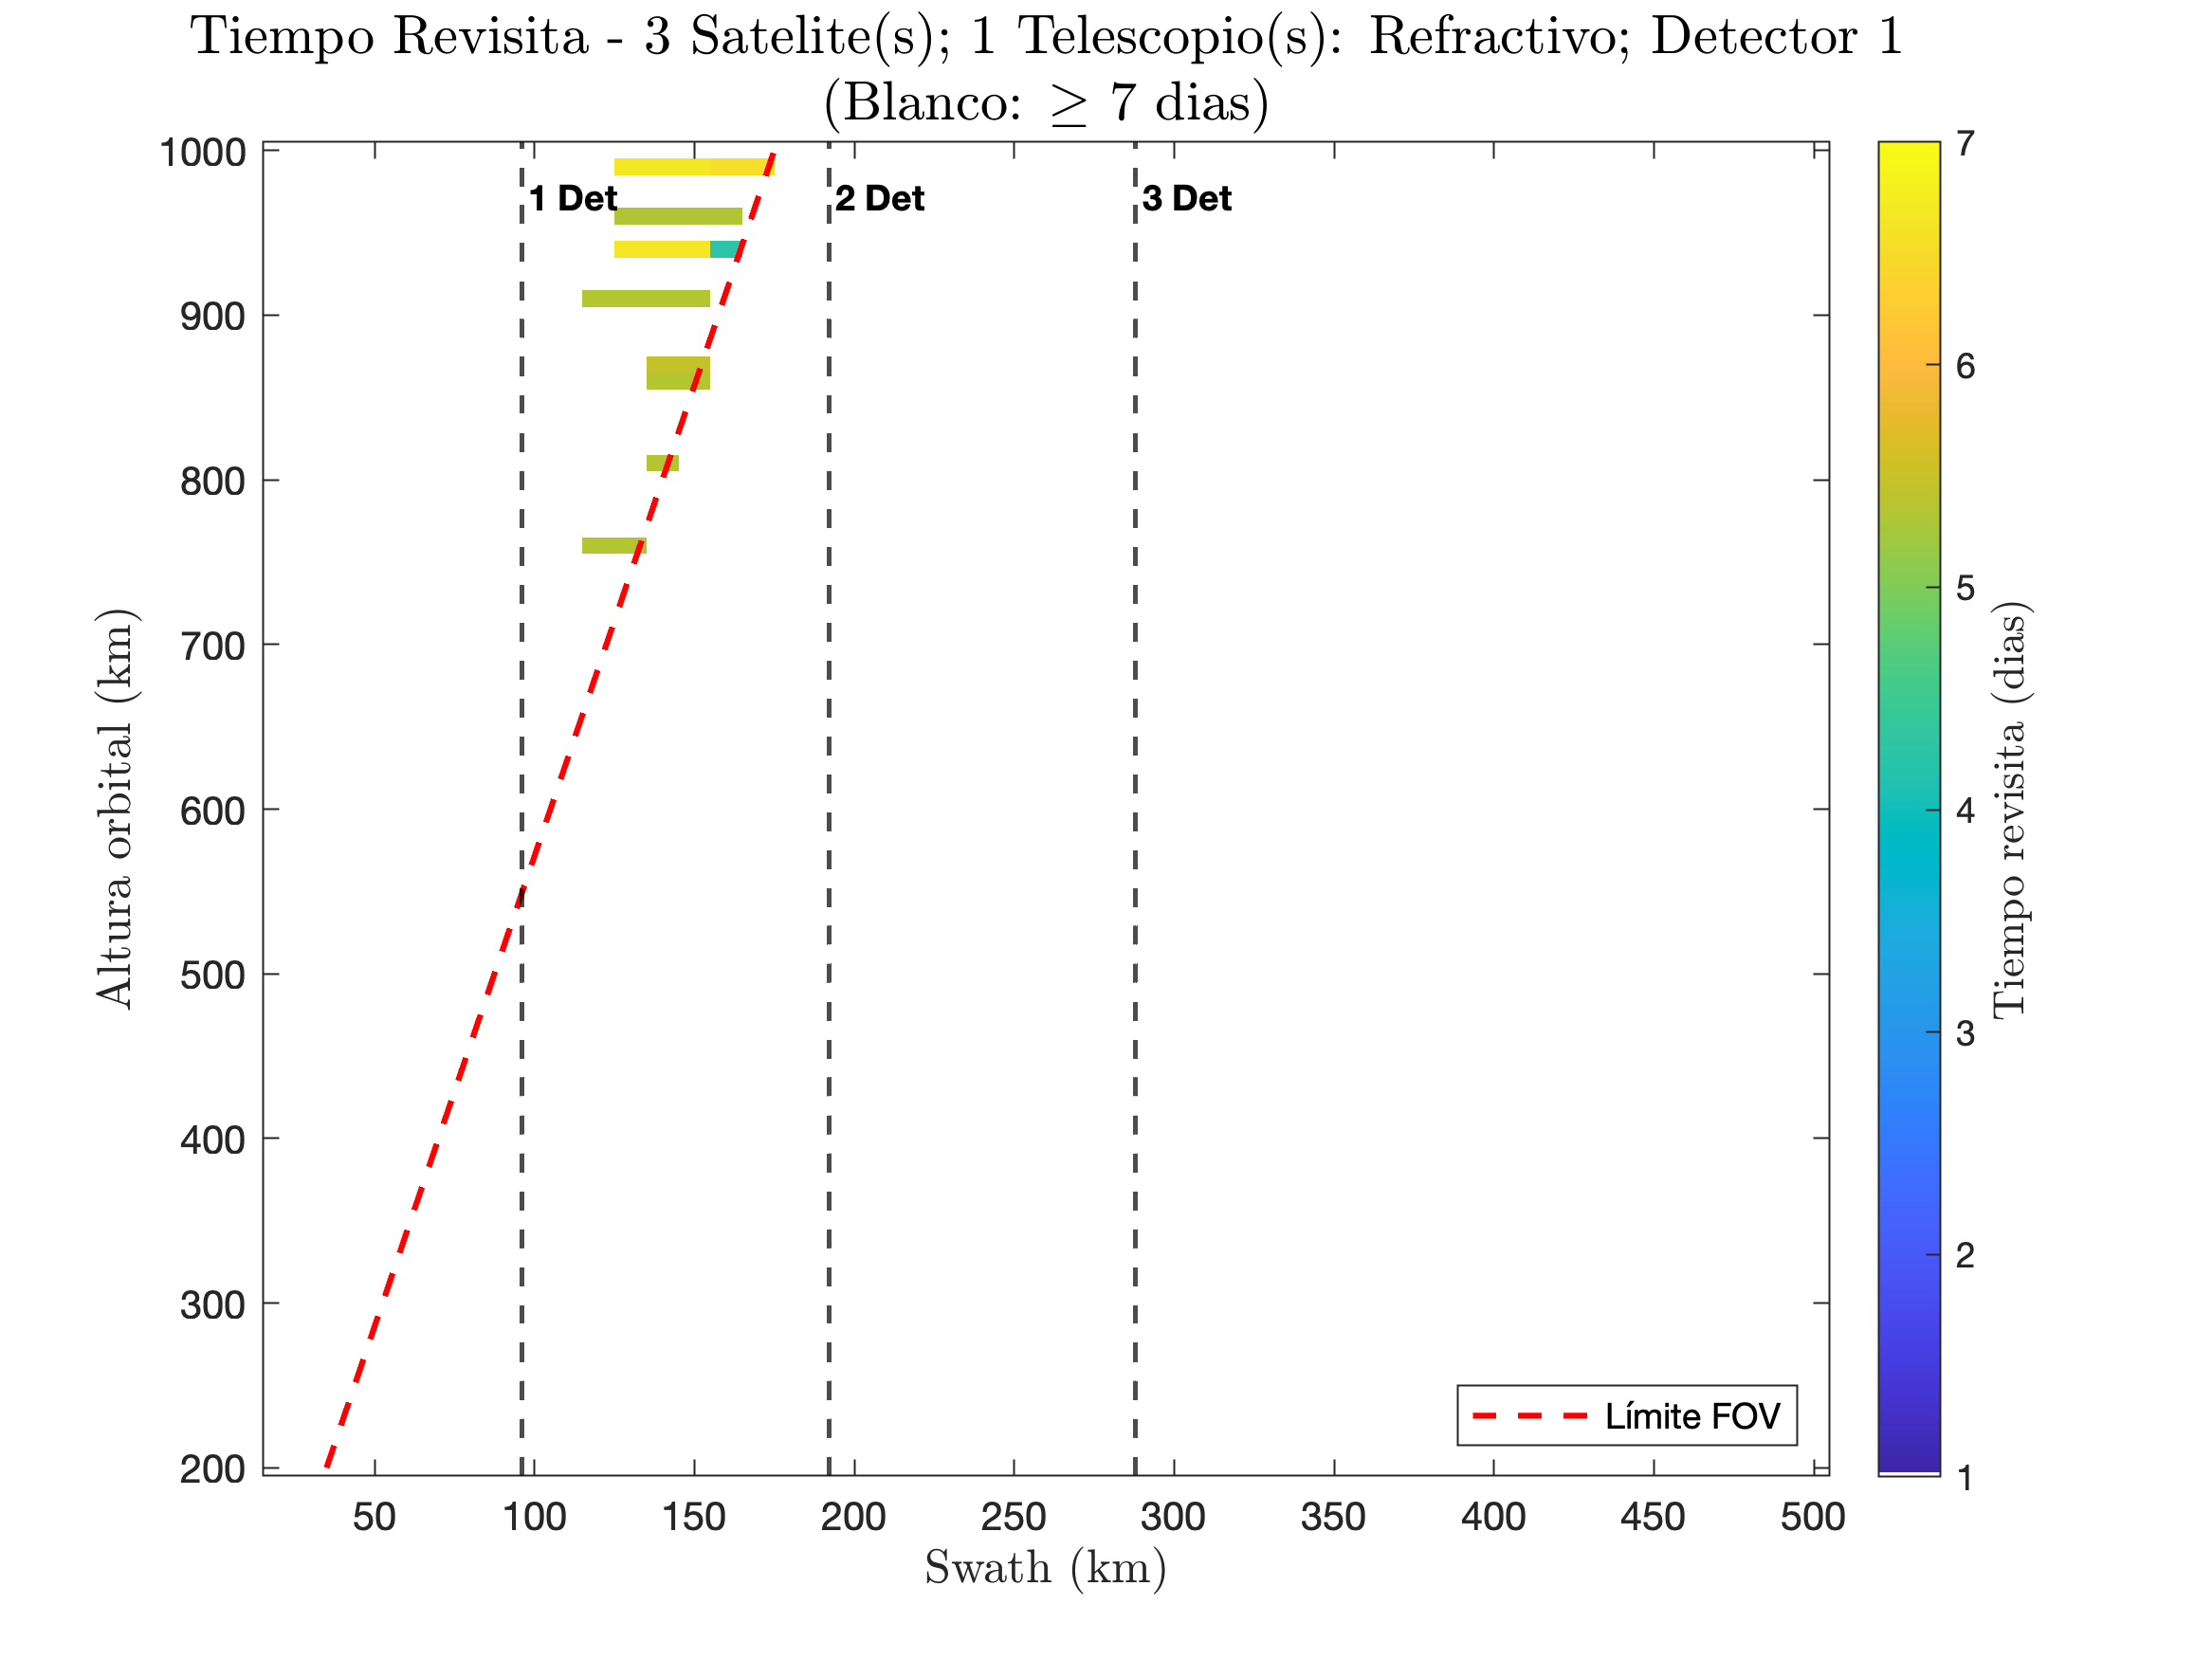 Tiempo Revisita - 3 Satelite(s); 1 Telescopio(s): Refractivo; Detector 1
(Blanco: ≥ 7 dias)
1000
900
800
700
600
500
400
300
200
Altura orbital (km)
1 Det
2 Det
3 Det
Límite FOV
50 100 150 200 250 300 350 400 450 500
Swath (km)
7
6
5
4
3
2
1
Tiempo revisita (dias)